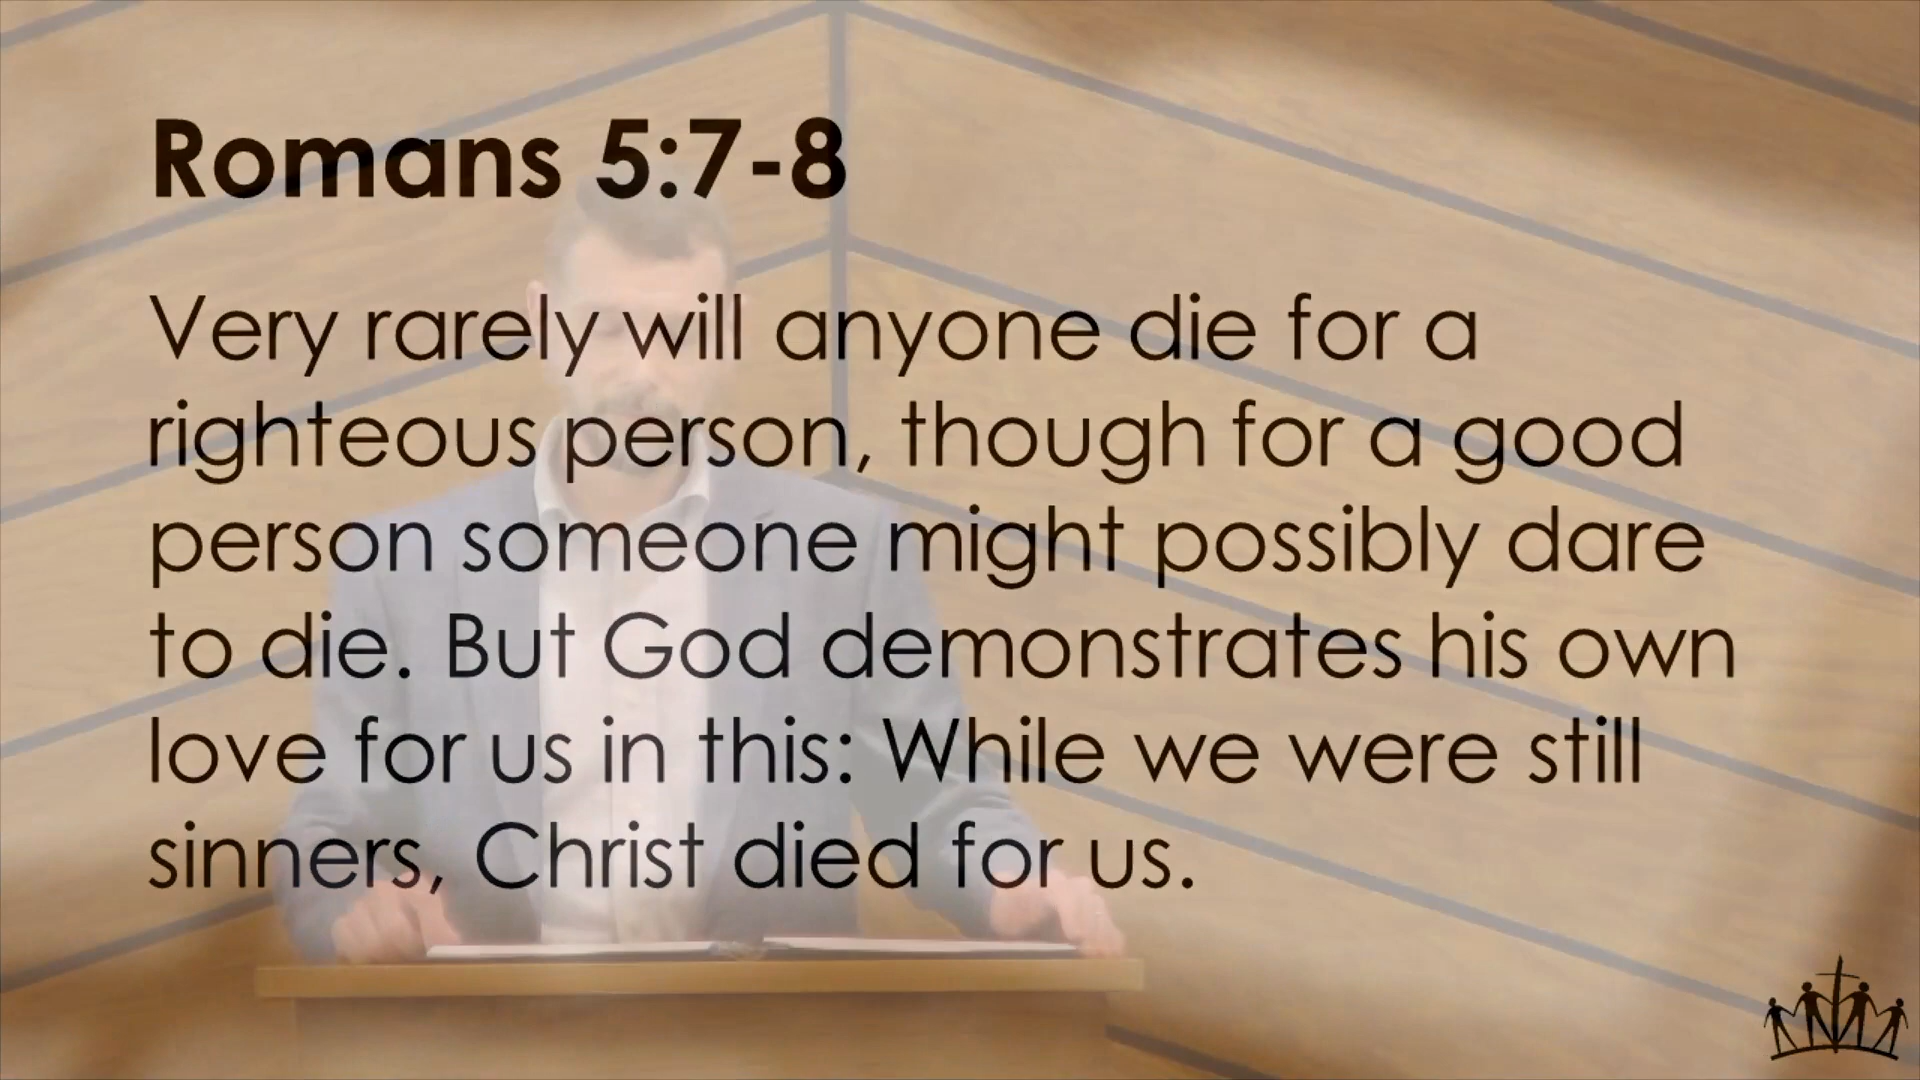 Romans 5:7-8
Very rarely will anyone die for a
righteous person, though for a good
person someone might possibly dare
to die. But God demonstrates his own
love for us in this: While we were still
sinners, Christ died for us.